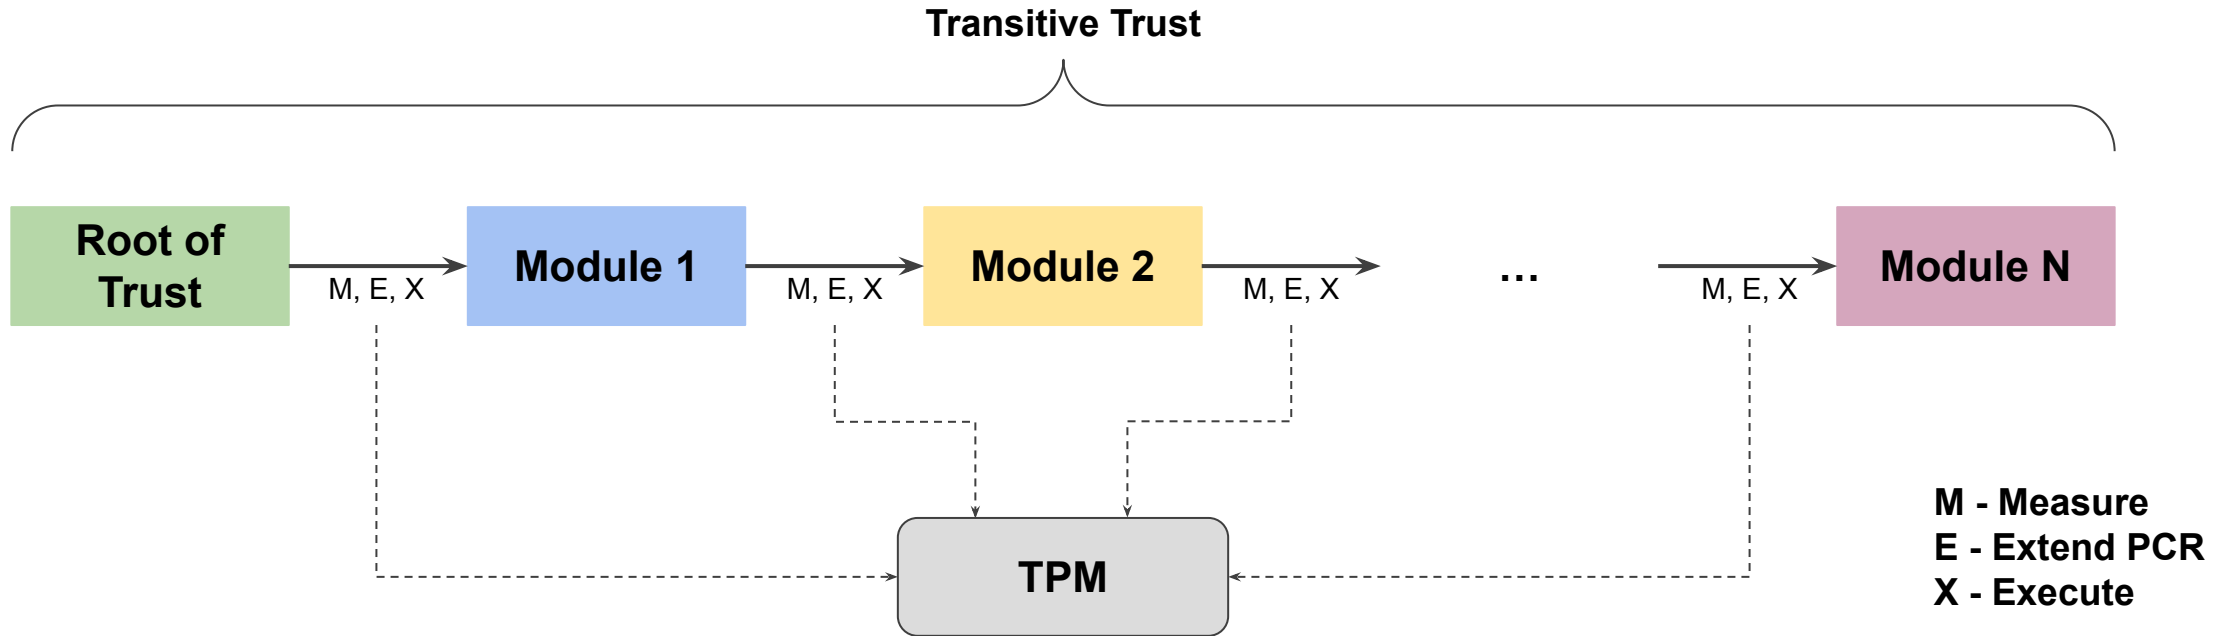 Transitive Trust
Root of
Trust
M, E, X
Module 1
M, E, X
Module 2
M, E, X
...
M, E, X
Module N
TPM
M - Measure
E - Extend PCR
X - Execute